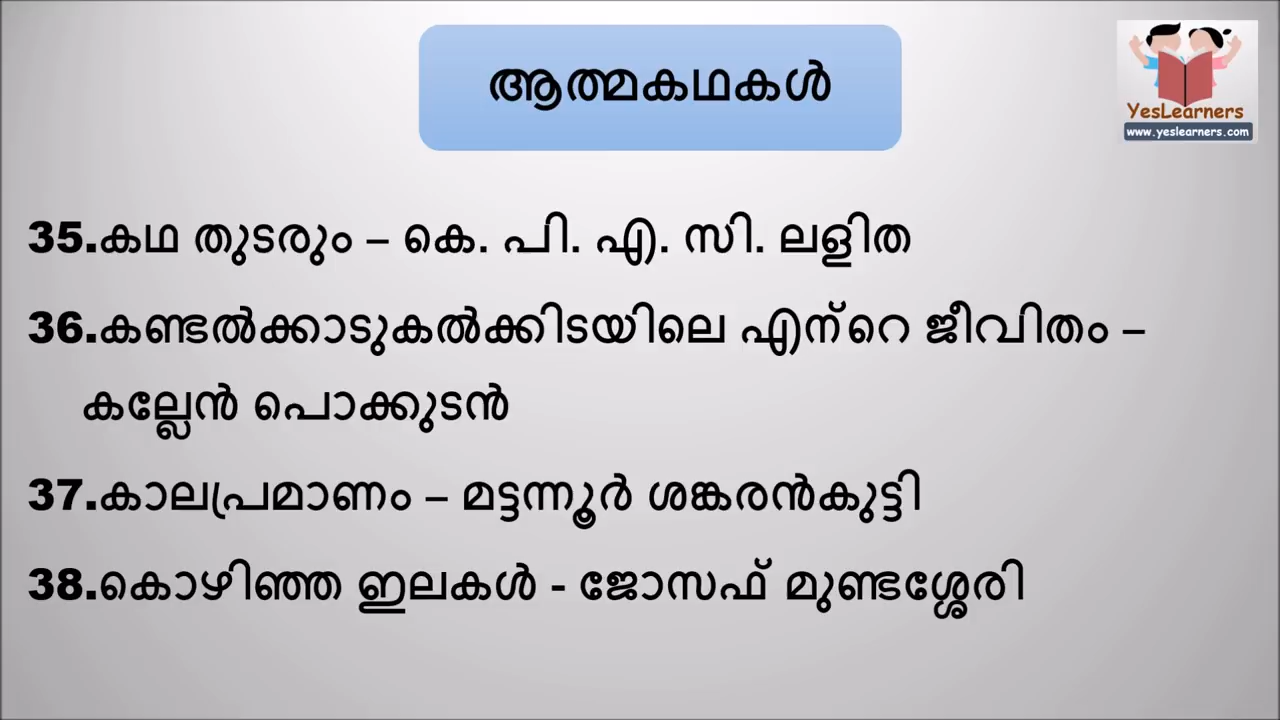 ആത്മകഥകൾ
YesLearners
www.yeslearners.com
35.കഥ തുടരും – കെ. പി. എ. സി. ലളിത
36.കണ്ടൽക്കാടുകൽക്കിടയിലെ എന്റെ ജീവിതം –
കല്ലേൻ പൊക്കുടൻ
37.കാലപ്രമാണം – മട്ടന്നൂർ ശങ്കരൻകുട്ടി
38.കൊഴിഞ്ഞ ഇലകൾ - ജോസഫ് മുണ്ടശ്ശേരി